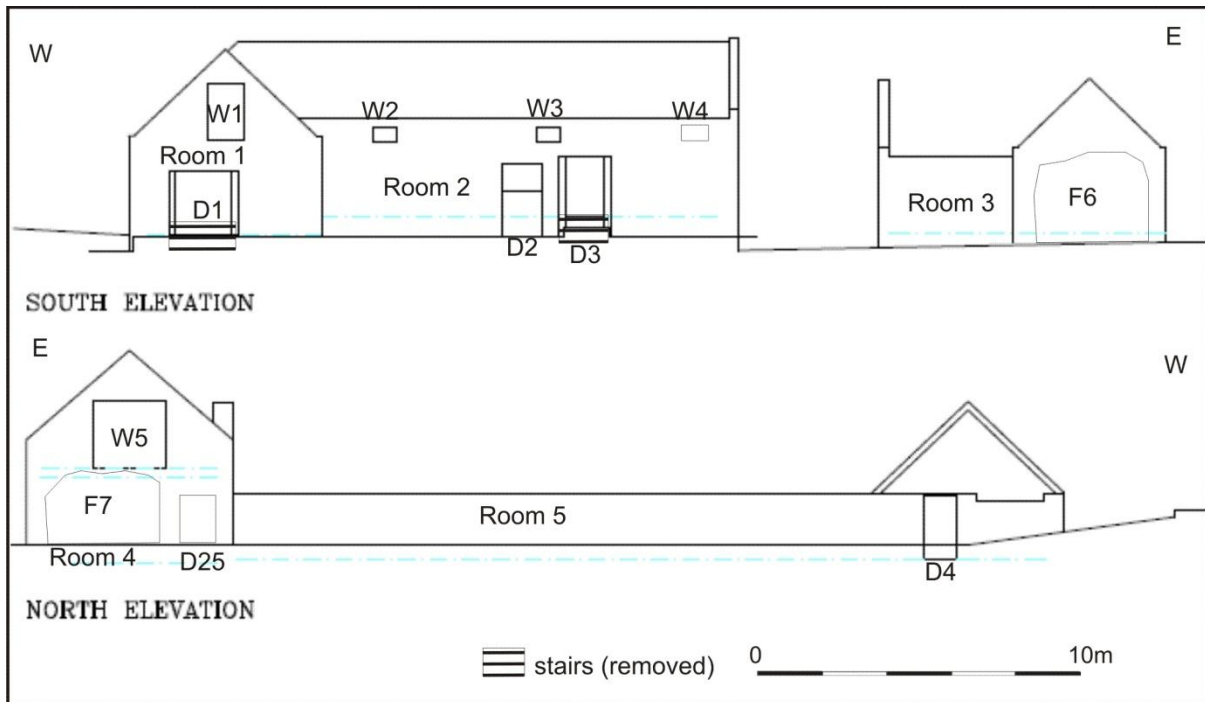 W
E
W1
W2
W3
W4
Room 1
Room 2
Room 3
F6
D1
D2
D3
SOUTH ELEVATION
E
W
W5
F7
Room 5
Room 4
D25
D4
NORTH ELEVATION
stairs (removed)
0
10m